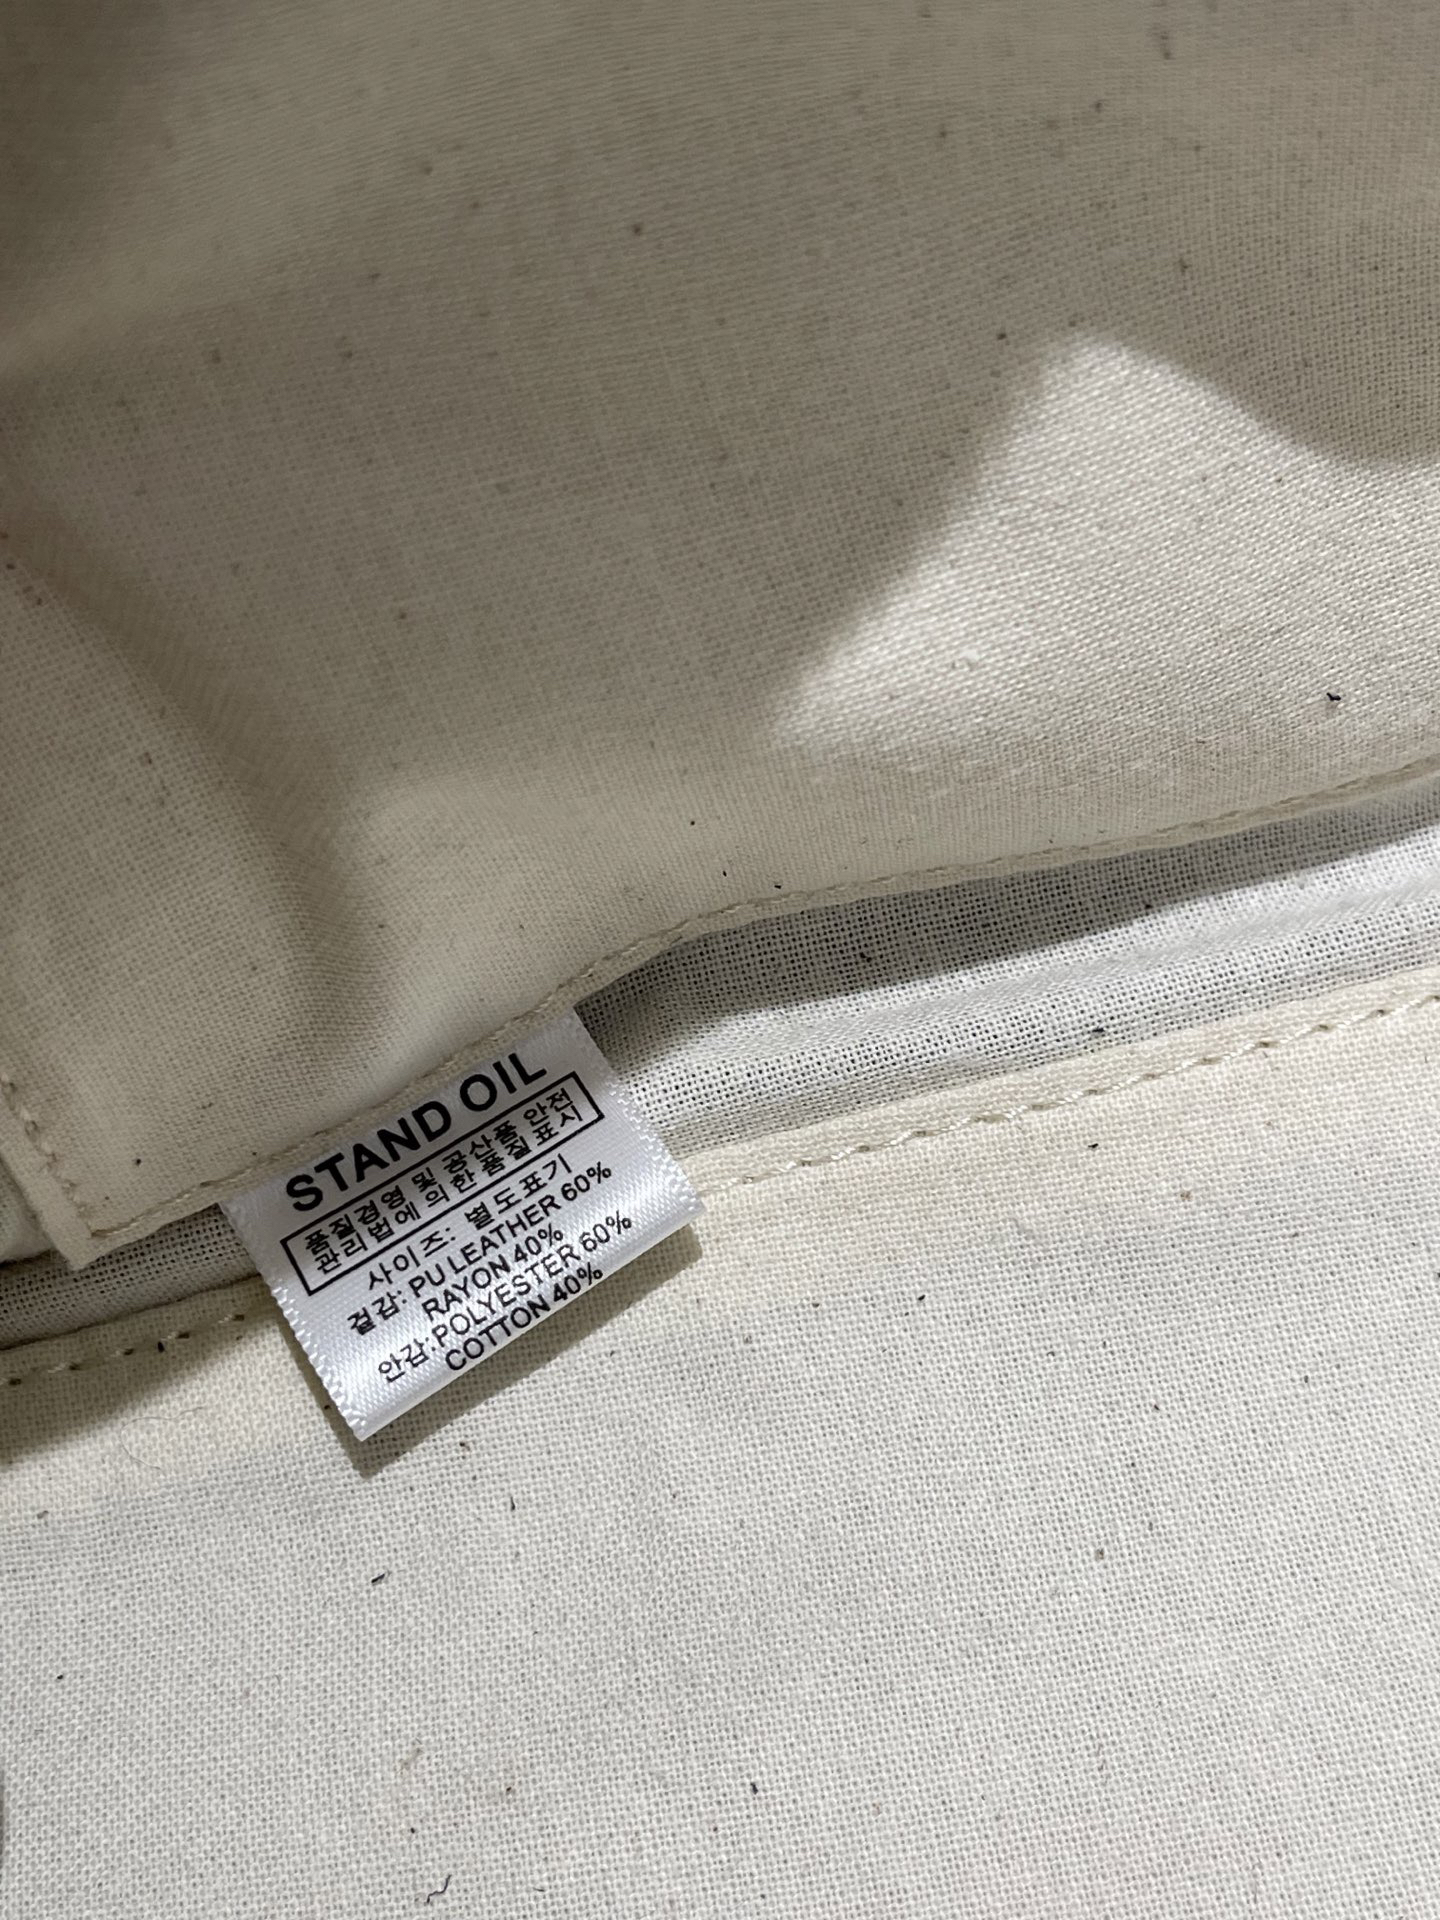 STAND OIL
품질경영 및 공산품 안전
관리법에 의한 품질 표시
사이즈: 별도표기
겉감: PU LEATHER 60%
RAYON 40%
안감: POLYESTER 60%
COTTON 40%